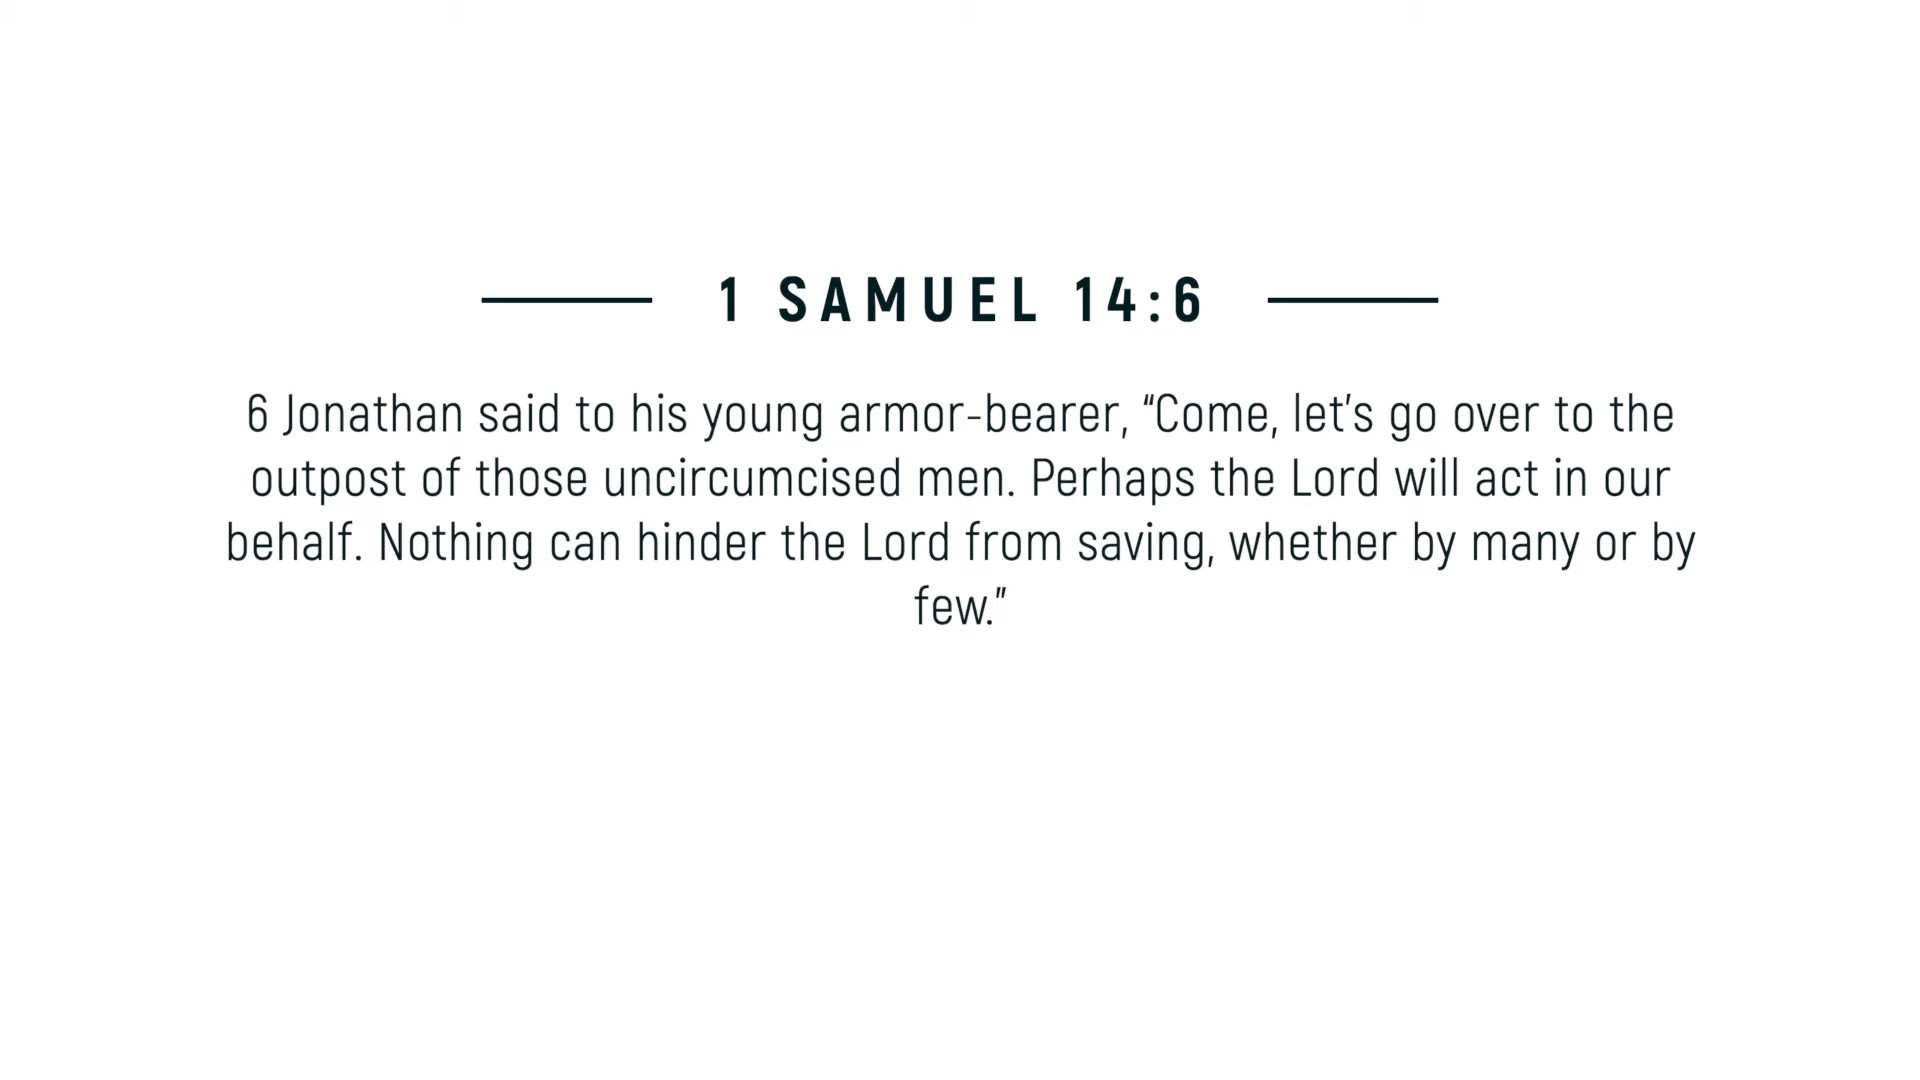 1 SAMUEL 14:6
6 Jonathan said to his young armor-bearer, “Come, let’s go over to the
outpost of those uncircumcised men. Perhaps the Lord will act in our
behalf. Nothing can hinder the Lord from saving, whether by many or by
few.”